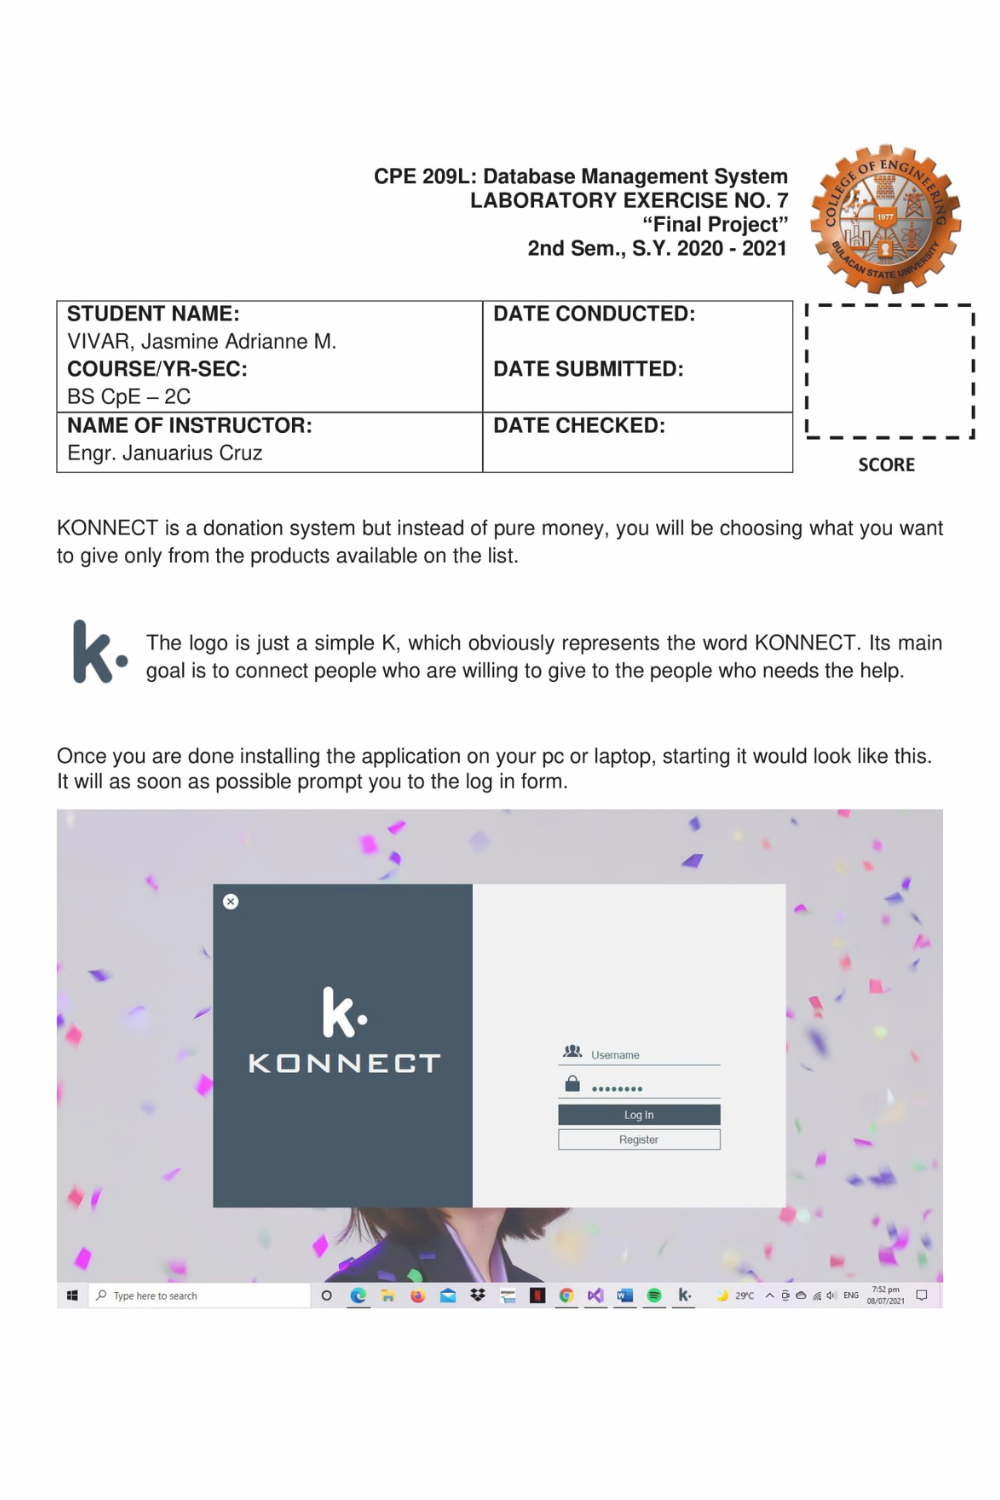 CPE 209L: Database Management System
LABORATORY EXERCISE NO. 7
“Final Project”
2nd Sem., S.Y. 2020 - 2021
COLLEGE OF ENGINEERING
1977
BULACAN STATE UNIVERSITY
STUDENT NAME:
VIVAR, Jasmine Adrianne M.
COURSE/YR-SEC:
BS CpE – 2C
DATE CONDUCTED:
DATE SUBMITTED:
NAME OF INSTRUCTOR:
Engr. Januarius Cruz
DATE CHECKED:
SCORE
KONNECT is a donation system but instead of pure money, you will be choosing what you want
to give only from the products available on the list.
k.
The logo is just a simple K, which obviously represents the word KONNECT. Its main
goal is to connect people who are willing to give to the people who needs the help.
Once you are done installing the application on your pc or laptop, starting it would look like this.
It will as soon as possible prompt you to the log in form.
k.
KONNECT
Username
Log In
Register
Type here to search
N
k.
29°C
ENG
7:52 pm
08/07/2021